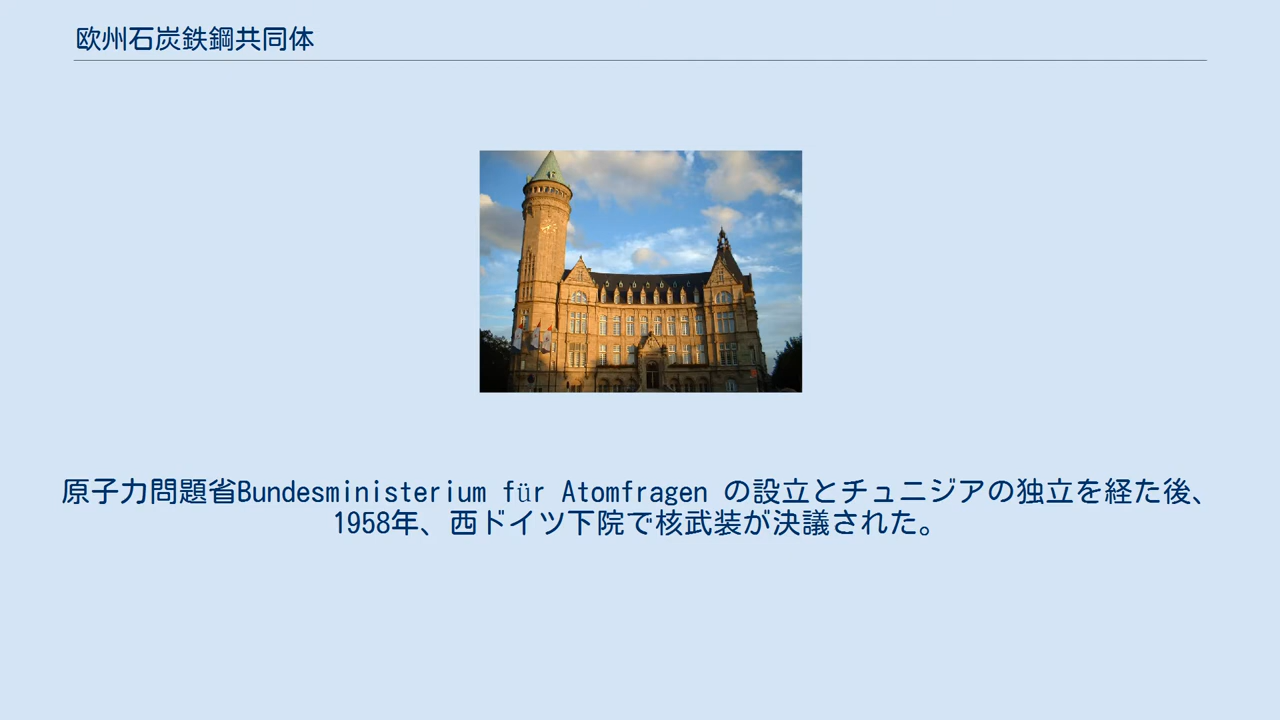 欧州石炭鉄鋼共同体
原子力問題省Bundesministerium für Atomfragen の設立とチュニジアの独立を経た後、
1958年、西ドイツ下院で核武装が決議された。